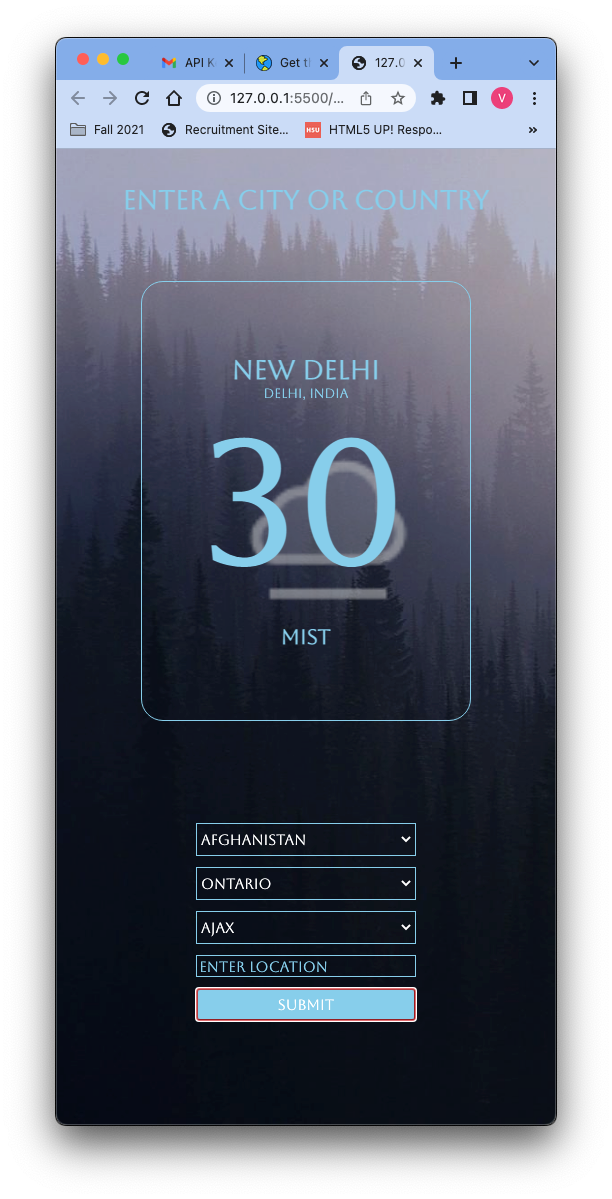 API K
Get th
127.0
127.0.0.1:5500/...
V
Fall 2021
Recruitment Site...
HSU
HTML5 UP! Respo...
»
ENTER A CITY OR COUNTRY
NEW DELHI
DELHI, INDIA
30
MIST
AFGHANISTAN
ONTARIO
AJAX
ENTER LOCATION
SUBMIT